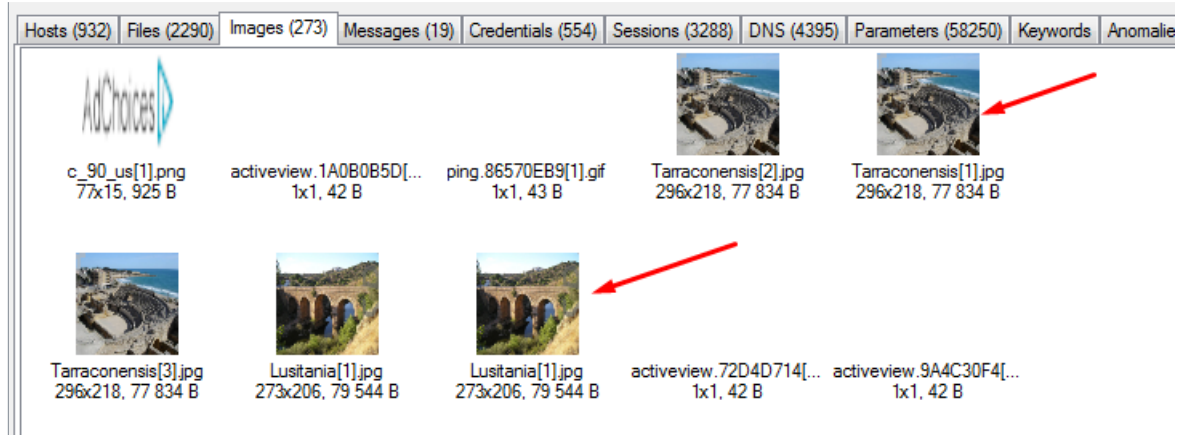 Hosts (932) Files (2290) Images (273) Messages (19) Credentials (554) Sessions (3288) DNS (4395) Parameters (58250) Keywords Anomalie
AdChoices
c_90_us[1].png activeview.1A0B0B5D[... ping.86570EB9[1].gif Tarraconensis[2].jpg Tarraconensis[1].jpg
77x15, 925 B 1x1, 42 B 1x1, 43 B 296x218, 77 834 B 296x218, 77 834 B
Tarraconensis[3].jpg Lusitania[1].jpg Lusitania[1].jpg activeview.72D4D714[... activeview.9A4C30F4[...
296x218, 77 834 B 273x206, 79 544 B 273x206, 79 544 B 1x1, 42 B 1x1, 42 B